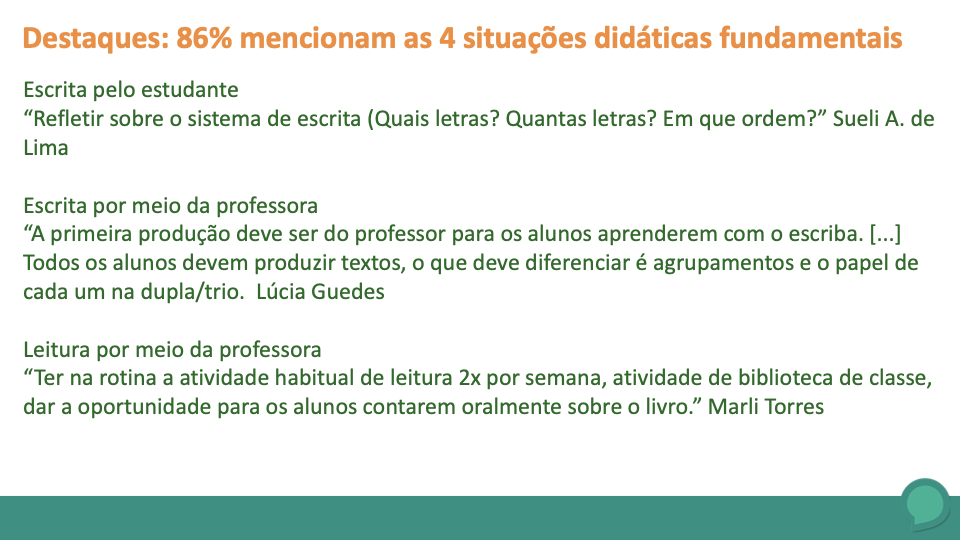 Destaques: 86% mencionam as 4 situações didáticas fundamentais
Escrita pelo estudante
“Refletir sobre o sistema de escrita (Quais letras? Quantas letras? Em que ordem?” Sueli A. de
Lima
Escrita por meio da professora
“A primeira produção deve ser do professor para os alunos aprenderem com o escriba. [...]
Todos os alunos devem produzir textos, o que deve diferenciar é agrupamentos e o papel de
cada um na dupla/trio.  Lúcia Guedes
Leitura por meio da professora
“Ter na rotina a atividade habitual de leitura 2x por semana, atividade de biblioteca de classe,
dar a oportunidade para os alunos contarem oralmente sobre o livro.” Marli Torres